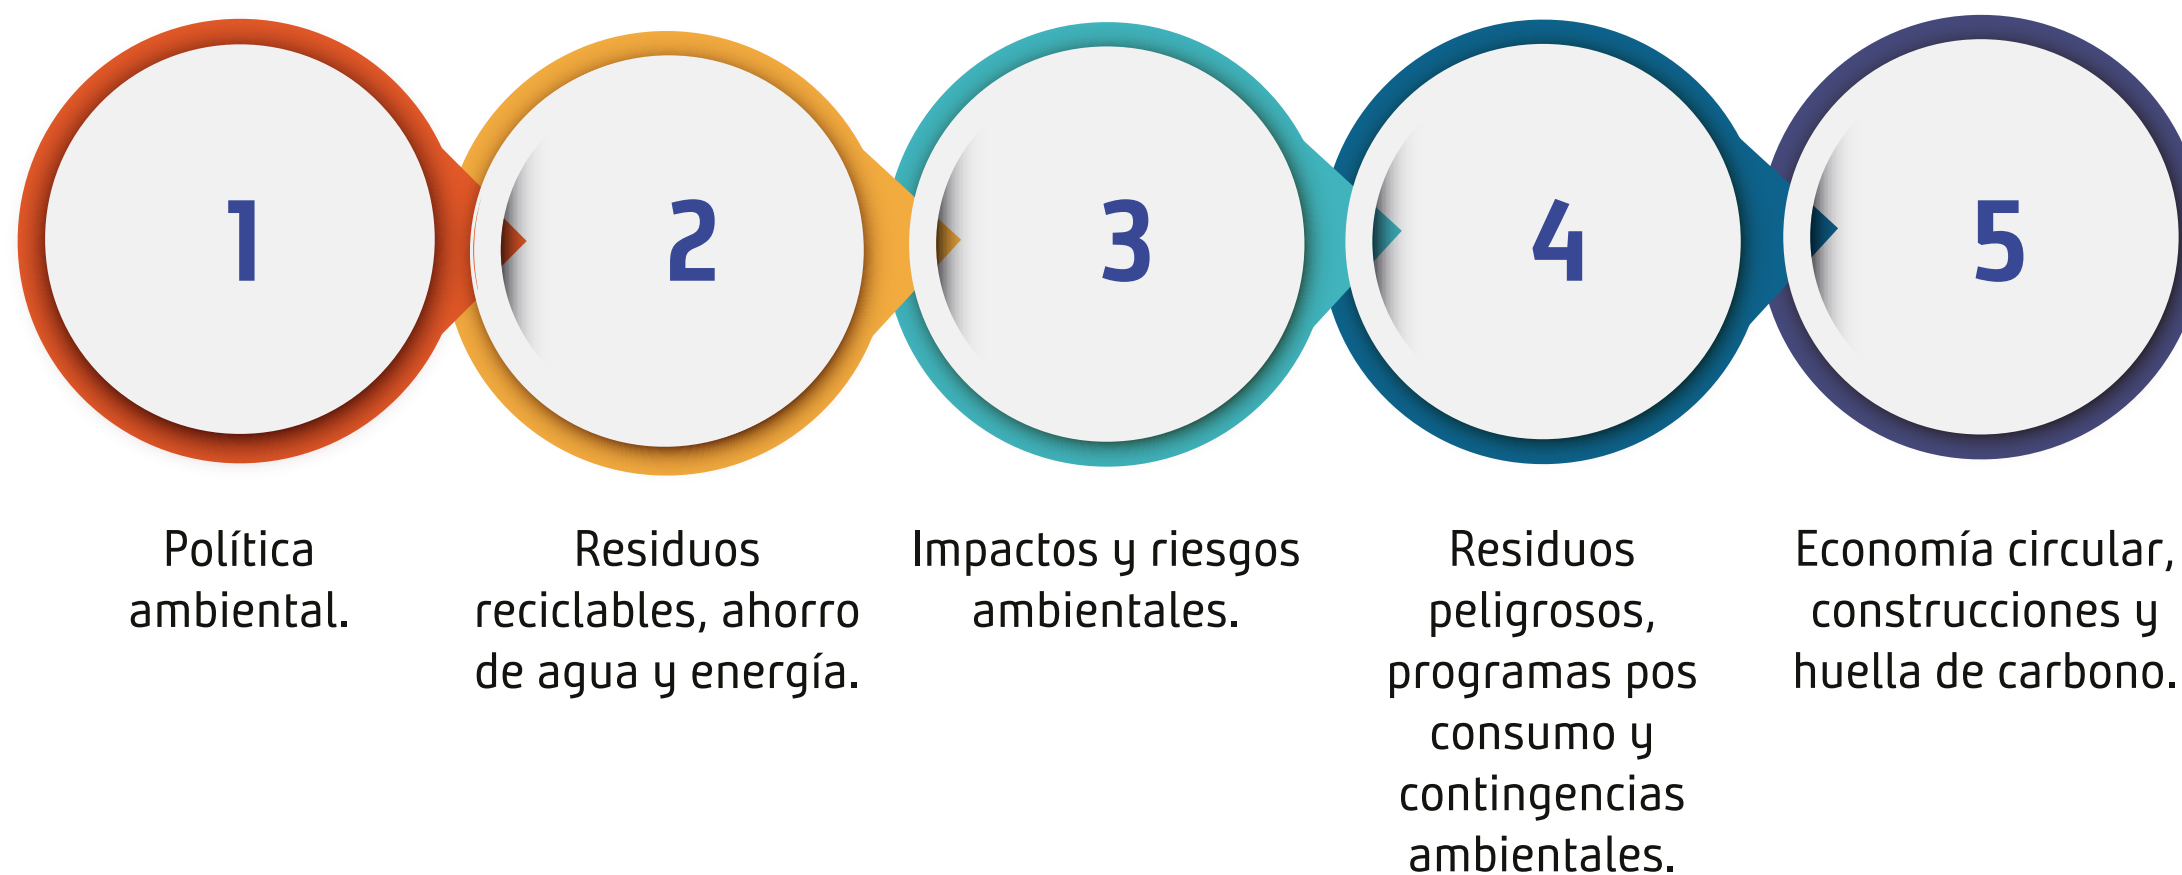 1
Política
ambiental.
2
Residuos
reciclables, ahorro
de agua y energía.
3
Impactos y riesgos
ambientales.
4
Residuos
peligrosos,
programas pos
consumo y
contingencias
ambientales.
5
Economía circular,
construcciones y
huella de carbono.